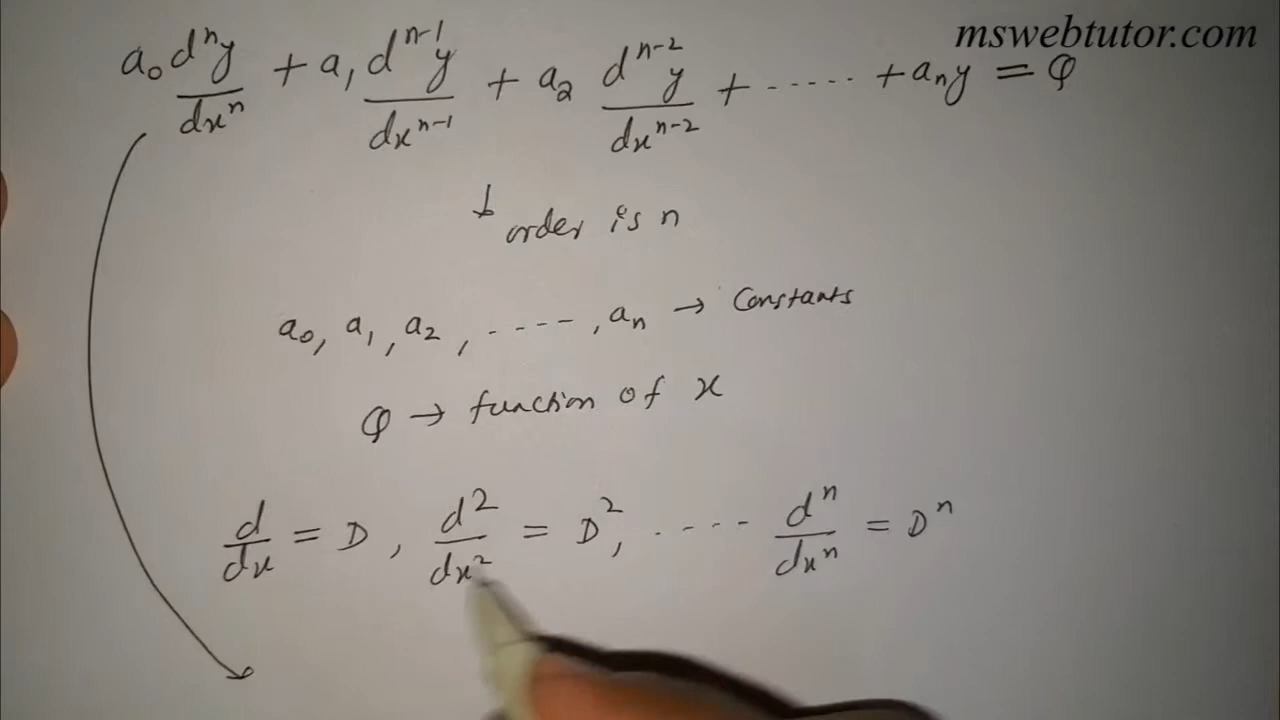 mswebtutor.com
a₀ dⁿy/dxⁿ + a₁ dⁿ⁻¹y/dxⁿ⁻¹ + a₂ dⁿ⁻²y/dxⁿ⁻² + ...... + aₙy = Q
↓ order is n
a₀, a₁, a₂, ----, aₙ → Constants
Q → function of x
d/dx = D, d²/dx² = D², ..... dⁿ/dxⁿ = Dⁿ